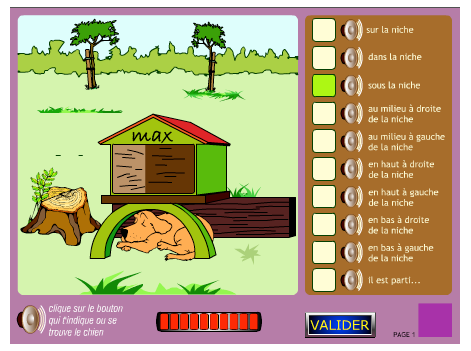 max
sur la niche
dans la niche
sous la niche
au milieu à droite
de la niche
au milieu à gauche
de la niche
en haut à droite
de la niche
en haut à gauche
de la niche
en bas à droite
de la niche
en bas à gauche
de la niche
il est parti...
clique sur le bouton
qui t'indique ou se
trouve le chien
VALIDER
PAGE 1